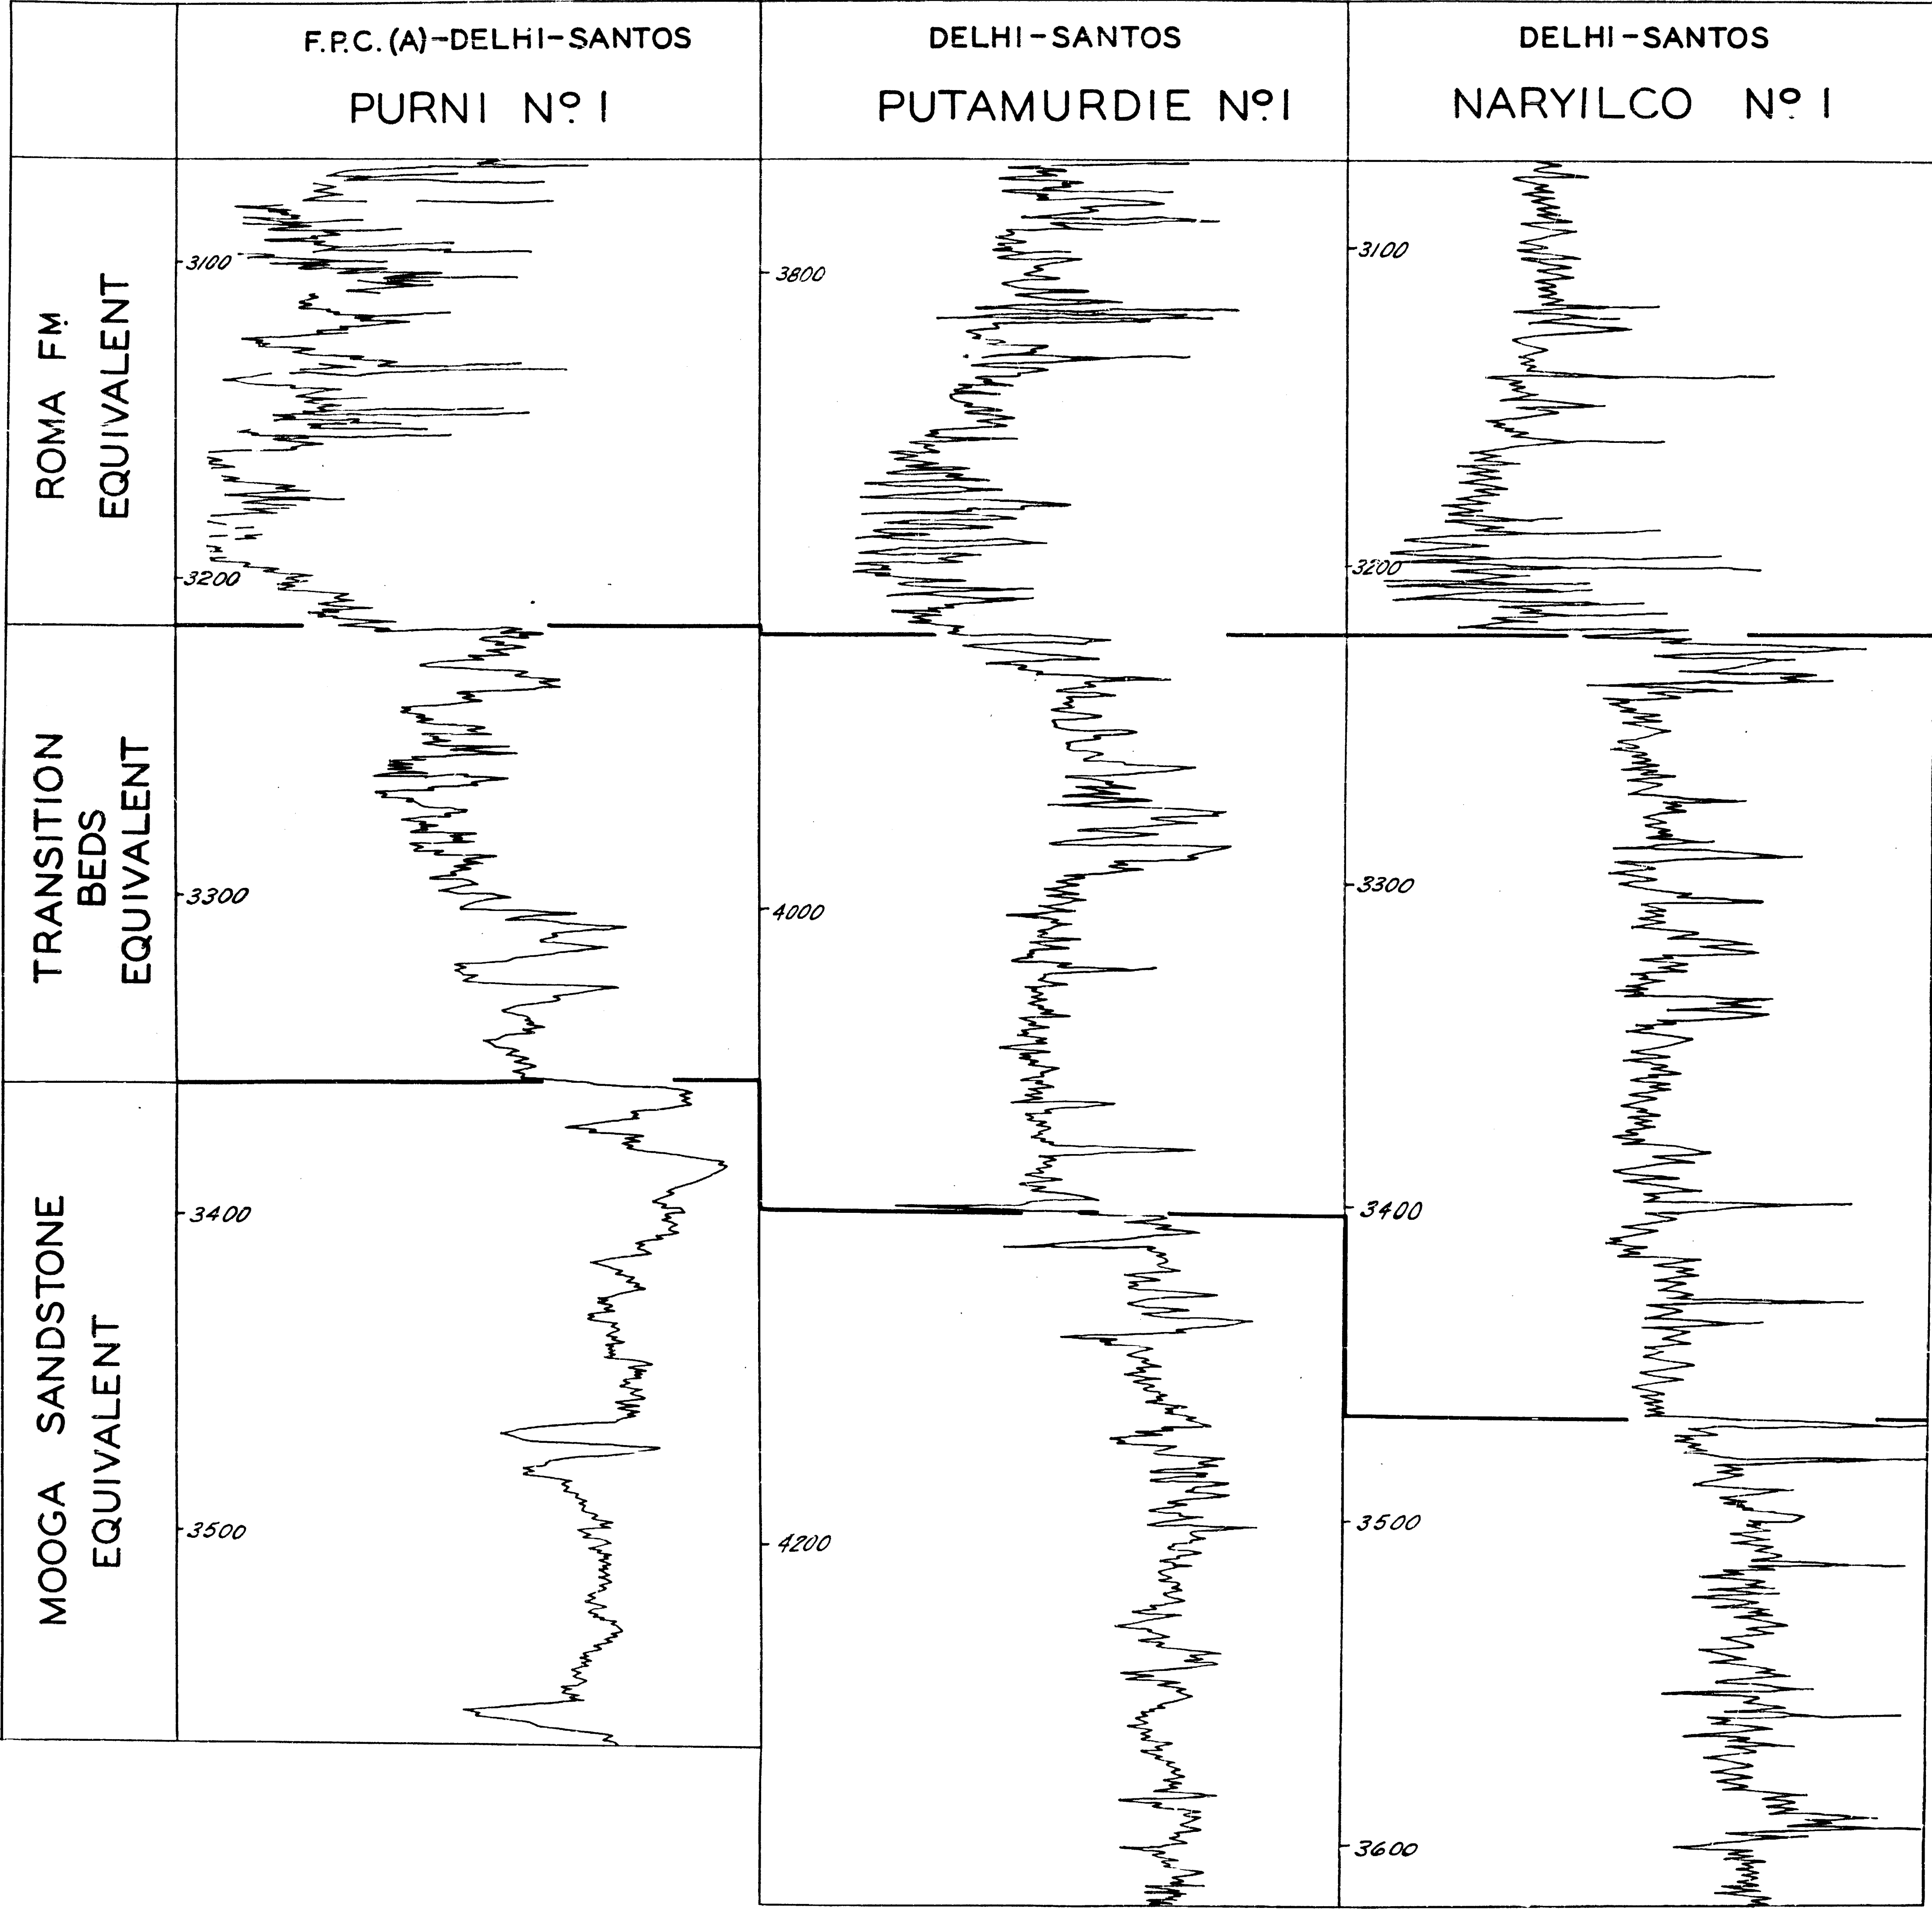 F.P.C. (A)-DELHI-SANTOS
PURNI Nº. 1
DELHI-SANTOS
PUTAMURDIE Nº. 1
DELHI-SANTOS
NARYILCO Nº. 1
ROMA FM
EQUIVALENT
TRANSITION
BEDS
EQUIVALENT
MOOGA SANDSTONE
EQUIVALENT
3100
3200
3300
3400
3500
3800
4000
4200
3100
3200
3300
3400
3500
3600